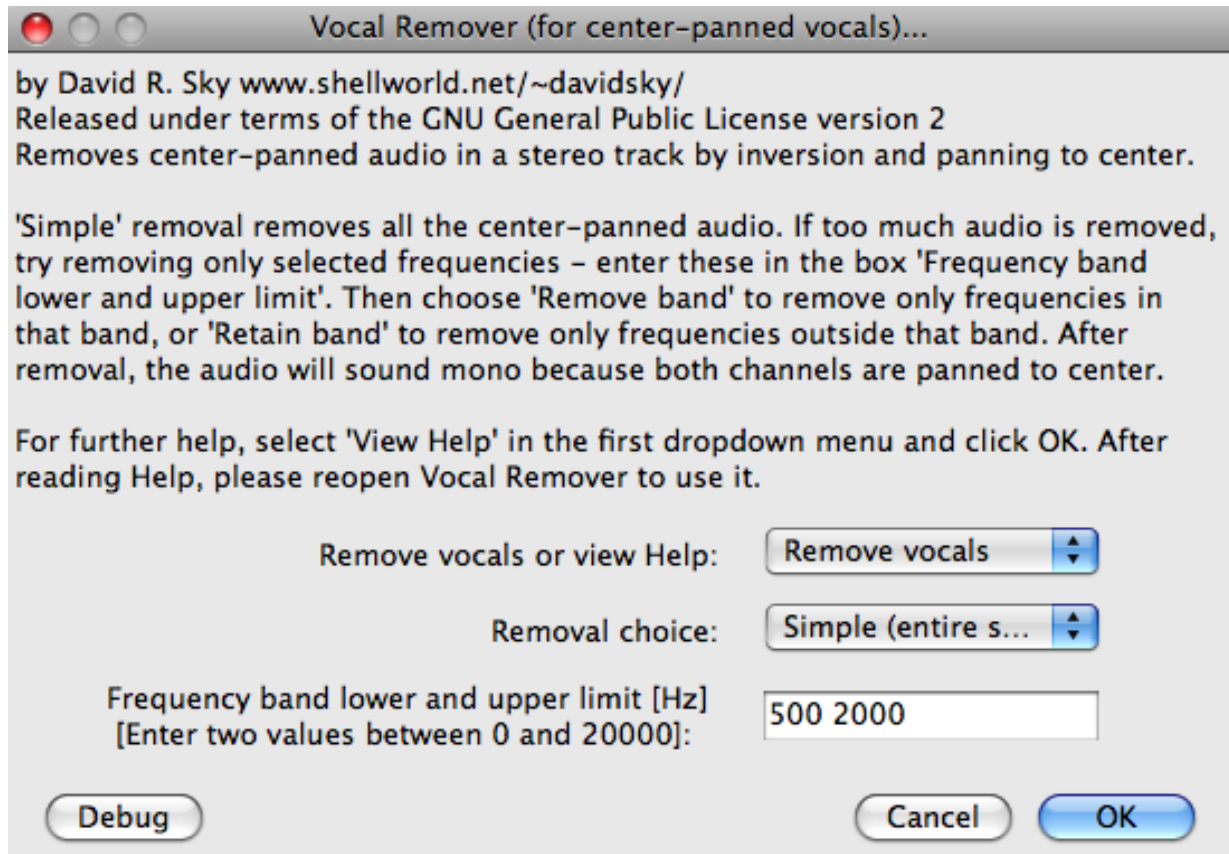 Vocal Remover (for center-panned vocals)...
by David R. Sky www.shellworld.net/~davidsky/
Released under terms of the GNU General Public License version 2
Removes center-panned audio in a stereo track by inversion and panning to center.
'Simple' removal removes all the center-panned audio. If too much audio is removed,
try removing only selected frequencies - enter these in the box 'Frequency band
lower and upper limit'. Then choose 'Remove band' to remove only frequencies in
that band, or 'Retain band' to remove only frequencies outside that band. After
removal, the audio will sound mono because both channels are panned to center.
For further help, select 'View Help' in the first dropdown menu and click OK. After
reading Help, please reopen Vocal Remover to use it.
Remove vocals or view Help: Remove vocals
Removal choice: Simple (entire s...
Frequency band lower and upper limit [Hz]
[Enter two values between 0 and 20000]:
500 2000
Debug Cancel OK